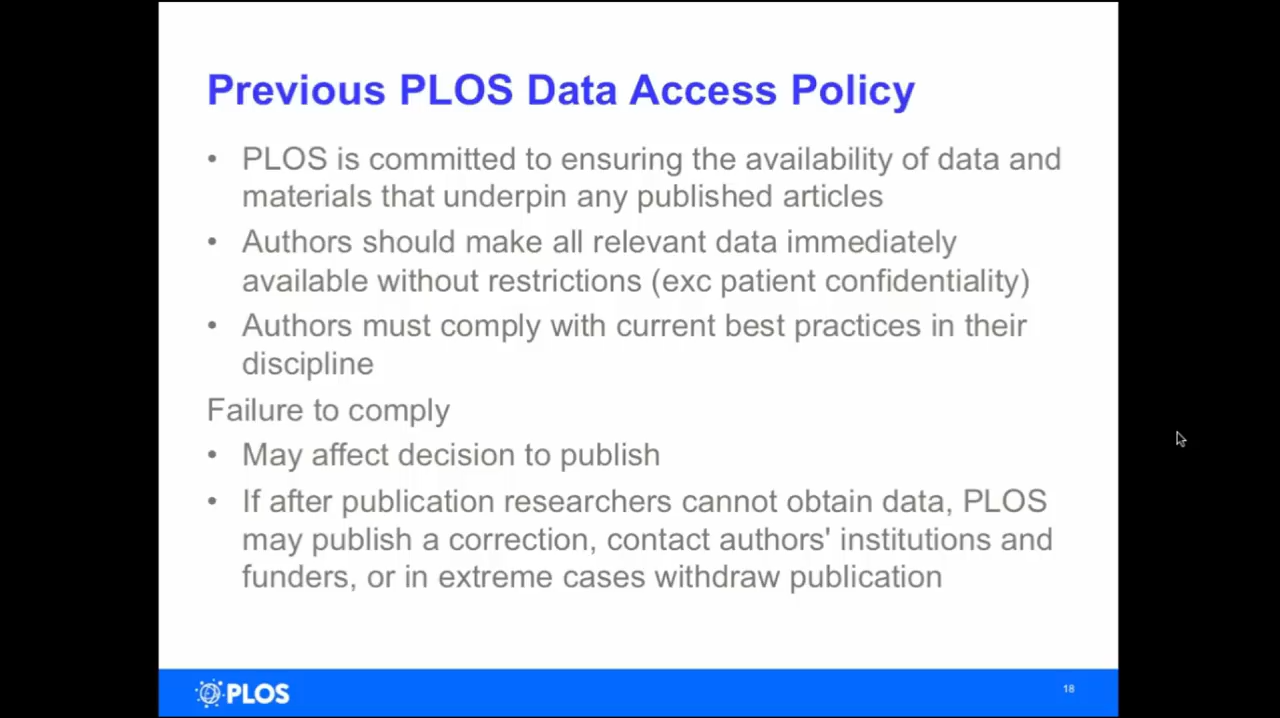 Previous PLOS Data Access Policy
• PLOS is committed to ensuring the availability of data and
materials that underpin any published articles
• Authors should make all relevant data immediately
available without restrictions (exc patient confidentiality)
• Authors must comply with current best practices in their
discipline
Failure to comply
• May affect decision to publish
• If after publication researchers cannot obtain data, PLOS
may publish a correction, contact authors' institutions and
funders, or in extreme cases withdraw publication
PLOS
18